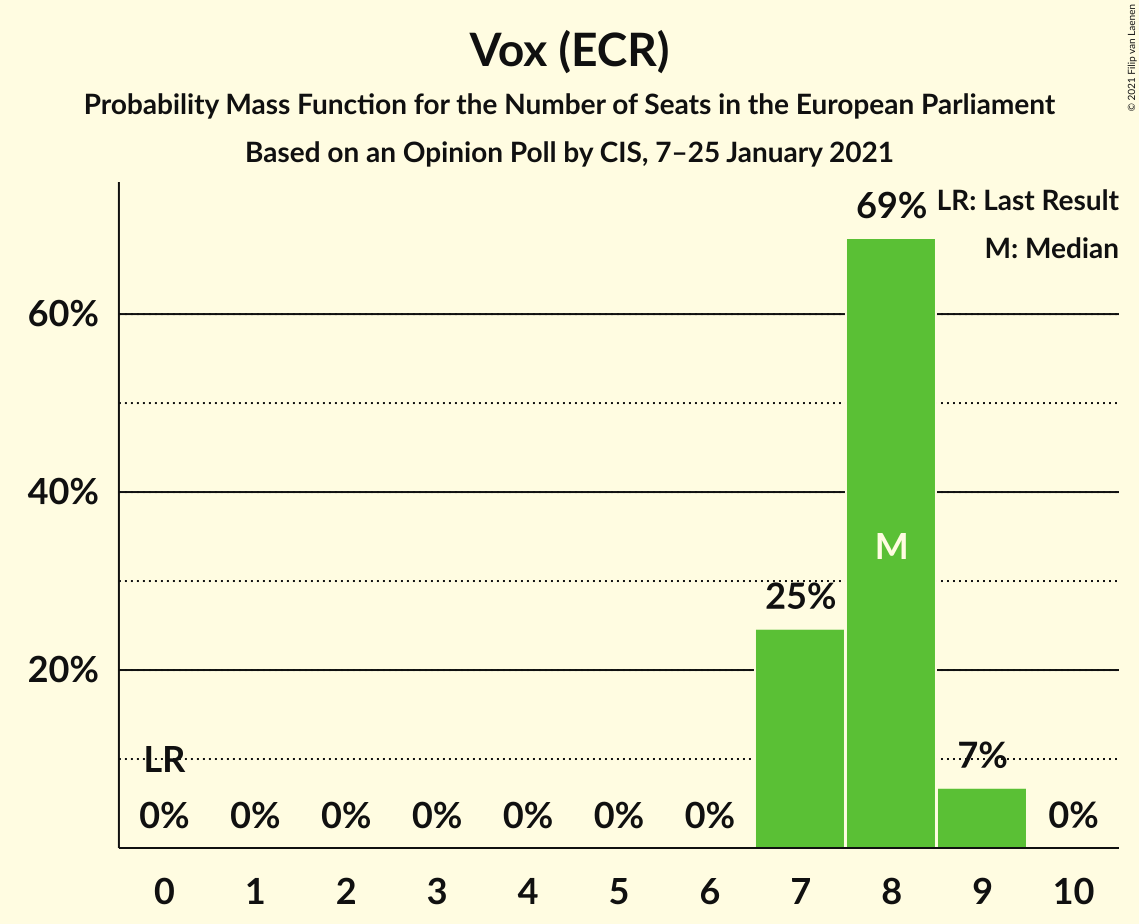 Vox (ECR)
Probability Mass Function for the Number of Seats in the European Parliament
Based on an Opinion Poll by CIS, 7–25 January 2021
© 2021 Filip van Laenen
LR: Last Result
M: Median
69%
60%
40%
20%
M
25%
7%
LR
0% 0% 0% 0% 0% 0% 0% 0%
0 1 2 3 4 5 6 7 8 9 10